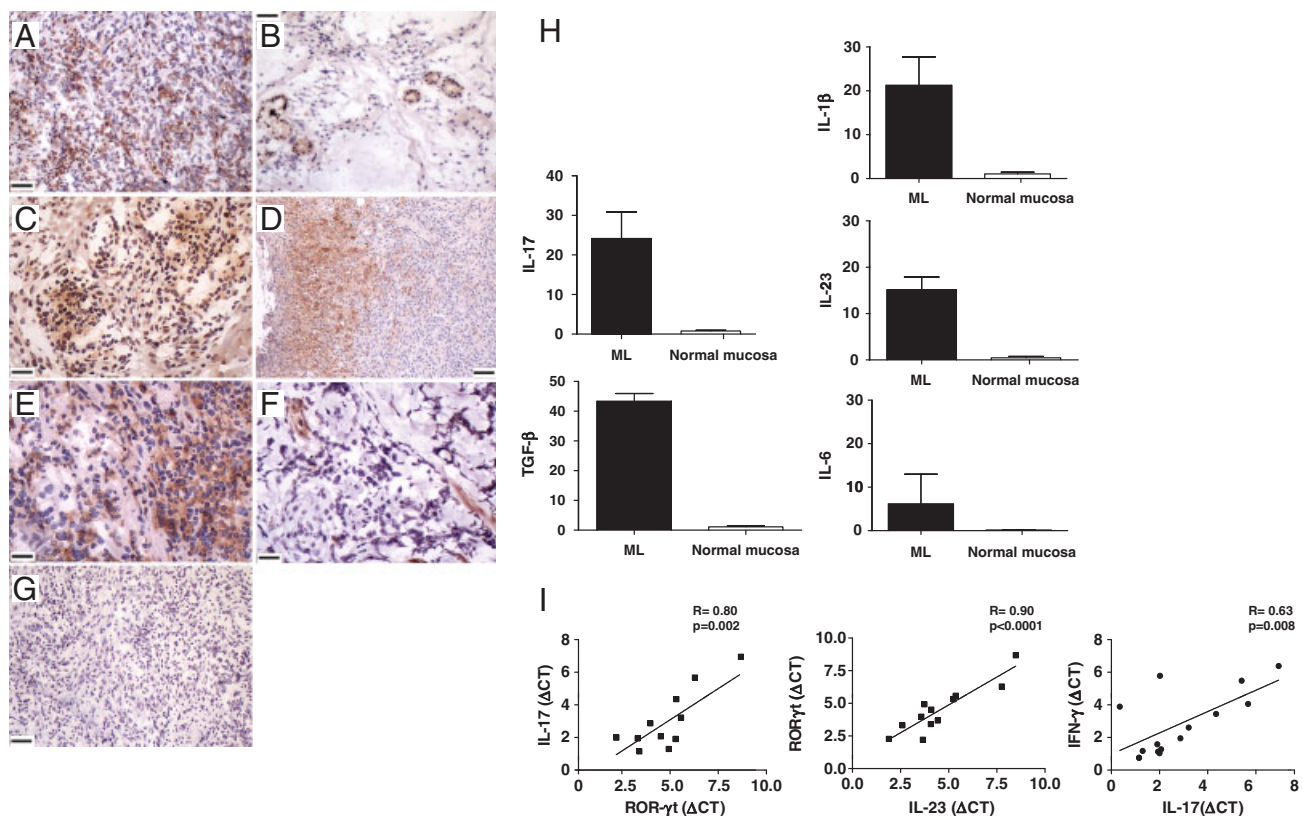 A
B
C
D
E
F
G
H
IL-17
40
30
20
10
0
ML Normal mucosa
TGF-β
50
40
30
20
10
0
ML Normal mucosa
IL-1β
30
20
10
0
ML Normal mucosa
IL-23
30
20
10
0
ML Normal mucosa
IL-6
30
20
10
0
ML Normal mucosa
I
R= 0.80
p=0.002
IL-17 (ΔCT)
8
6
4
2
0
0.0 2.5 5.0 7.5 10.0
ROR-γt (ΔCT)
R= 0.90
p<0.0001
RORγt (ΔCT)
10.0
7.5
5.0
2.5
0.0
0.0 2.5 5.0 7.5 10.0
IL-23 (ΔCT)
R= 0.63
p=0.008
IFN-γ (ΔCT)
8
6
4
2
0
0 2 4 6 8
IL-17(ΔCT)